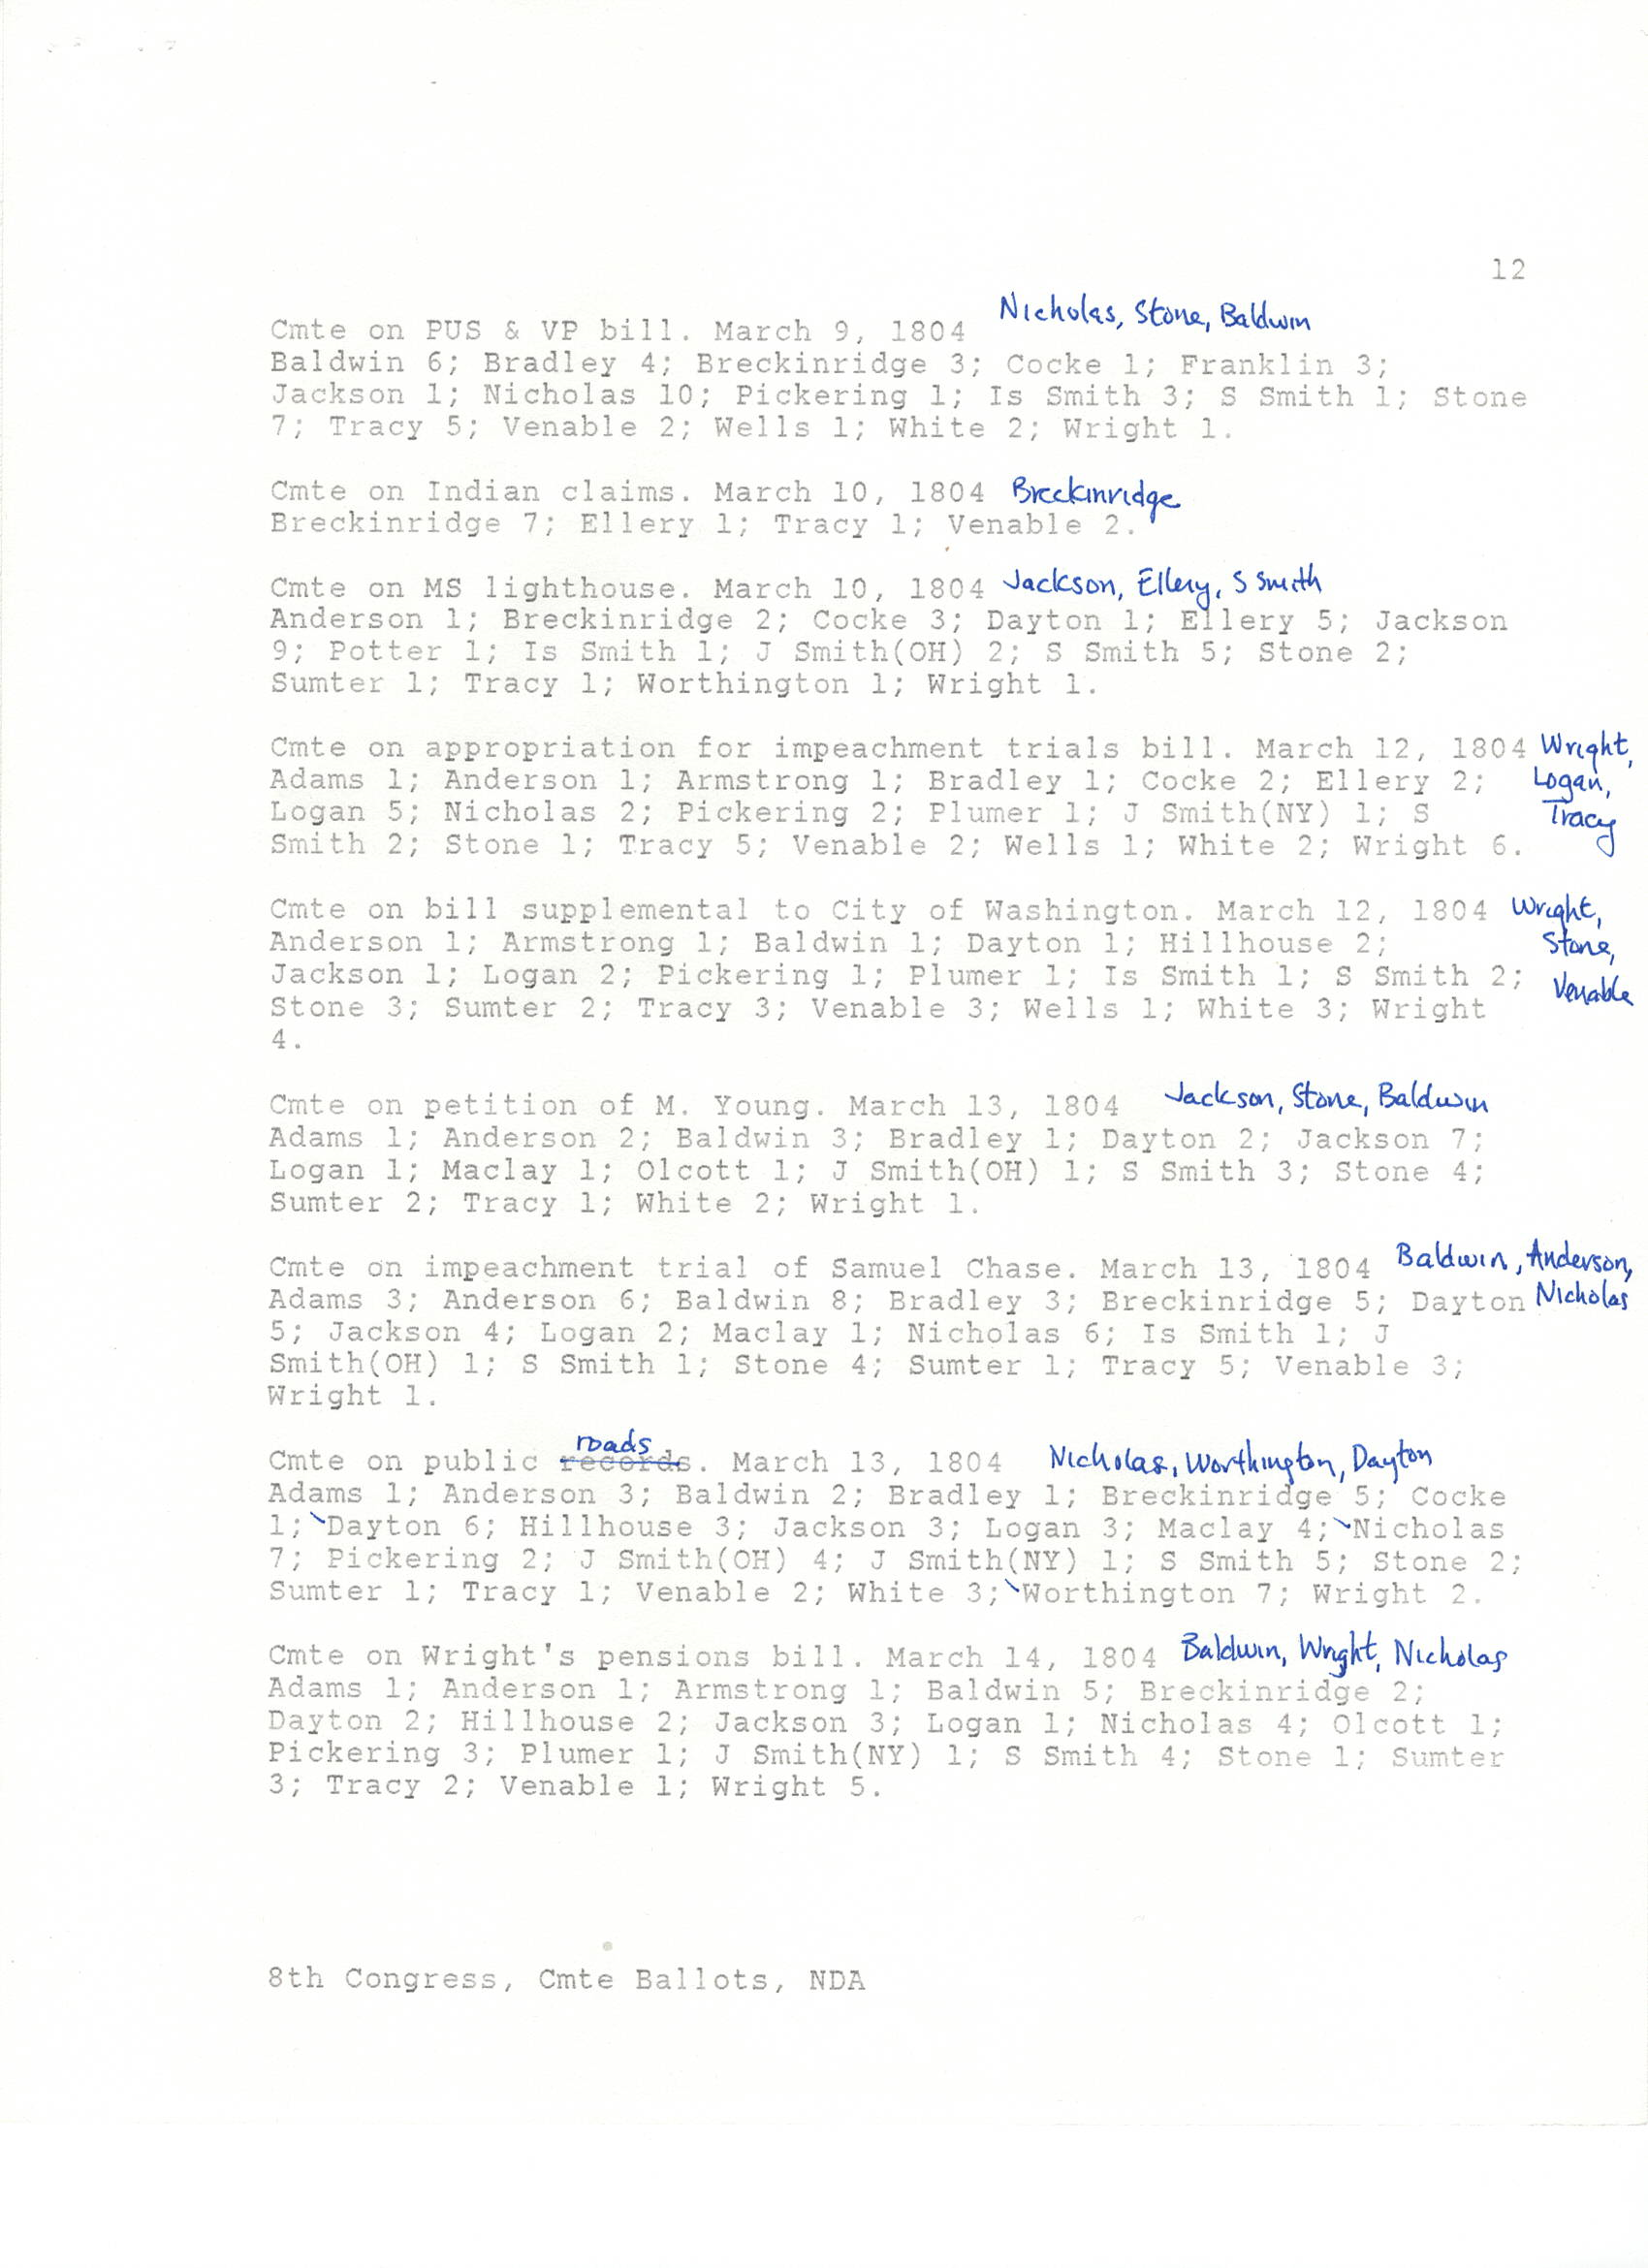 12
Nicholas, Stone, Baldwin
Cmte on PUS & VP bill. March 9, 1804
Baldwin 6; Bradley 4; Breckinridge 3; Cocke 1; Franklin 3;
Jackson 1; Nicholas 10; Pickering 1; Is Smith 3; S Smith 1; Stone
7; Tracy 5; Venable 2; Wells 1; White 2; Wright 1.
Cmte on Indian claims. March 10, 1804 Breckinridge
Breckinridge 7; Ellery 1; Tracy 1; Venable 2.
Cmte on MS lighthouse. March 10, 1804 Jackson, Ellery, S Smith
Anderson 1; Breckinridge 2; Cocke 3; Dayton 1; Ellery 5; Jackson
9; Potter 1; Is Smith 1; J Smith(OH) 2; S Smith 5; Stone 2;
Sumter 1; Tracy 1; Worthington 1; Wright 1.
Cmte on appropriation for impeachment trials bill. March 12, 1804 Wright,
Adams 1; Anderson 1; Armstrong 1; Bradley 1; Cocke 2; Ellery 2; Logan,
Logan 5; Nicholas 2; Pickering 2; Plumer 1; J Smith(NY) 1; S Tracy
Smith 2; Stone 1; Tracy 5; Venable 2; Wells 1; White 2; Wright 6.
Cmte on bill supplemental to City of Washington. March 12, 1804 Wright,
Anderson 1; Armstrong 1; Baldwin 1; Dayton 1; Hillhouse 2; Stone,
Jackson 1; Logan 2; Pickering 1; Plumer 1; Is Smith 1; S Smith 2; Venable
Stone 3; Sumter 2; Tracy 3; Venable 3; Wells 1; White 3; Wright
4.
Cmte on petition of M. Young. March 13, 1804 Jackson, Stone, Baldwin
Adams 1; Anderson 2; Baldwin 3; Bradley 1; Dayton 2; Jackson 7;
Logan 1; Maclay 1; Olcott 1; J Smith(OH) 1; S Smith 3; Stone 4;
Sumter 2; Tracy 1; White 2; Wright 1.
Cmte on impeachment trial of Samuel Chase. March 13, 1804 Baldwin, Anderson,
Adams 3; Anderson 6; Baldwin 8; Bradley 3; Breckinridge 5; Dayton Nicholas
5; Jackson 4; Logan 2; Maclay 1; Nicholas 6; Is Smith 1; J
Smith(OH) 1; S Smith 1; Stone 4; Sumter 1; Tracy 5; Venable 3;
Wright 1.
roads
Cmte on public records. March 13, 1804 Nicholas, Worthington, Dayton
Adams 1; Anderson 3; Baldwin 2; Bradley 1; Breckinridge 5; Cocke
1; Dayton 6; Hillhouse 3; Jackson 3; Logan 3; Maclay 4; Nicholas
7; Pickering 2; J Smith(OH) 4; J Smith(NY) 1; S Smith 5; Stone 2;
Sumter 1; Tracy 1; Venable 2; White 3; Worthington 7; Wright 2.
Cmte on Wright's pensions bill. March 14, 1804 Baldwin, Wright, Nicholas
Adams 1; Anderson 1; Armstrong 1; Baldwin 5; Breckinridge 2;
Dayton 2; Hillhouse 2; Jackson 3; Logan 1; Nicholas 4; Olcott 1;
Pickering 3; Plumer 1; J Smith(NY) 1; S Smith 4; Stone 1; Sumter
3; Tracy 2; Venable 1; Wright 5.
8th Congress, Cmte Ballots, NDA